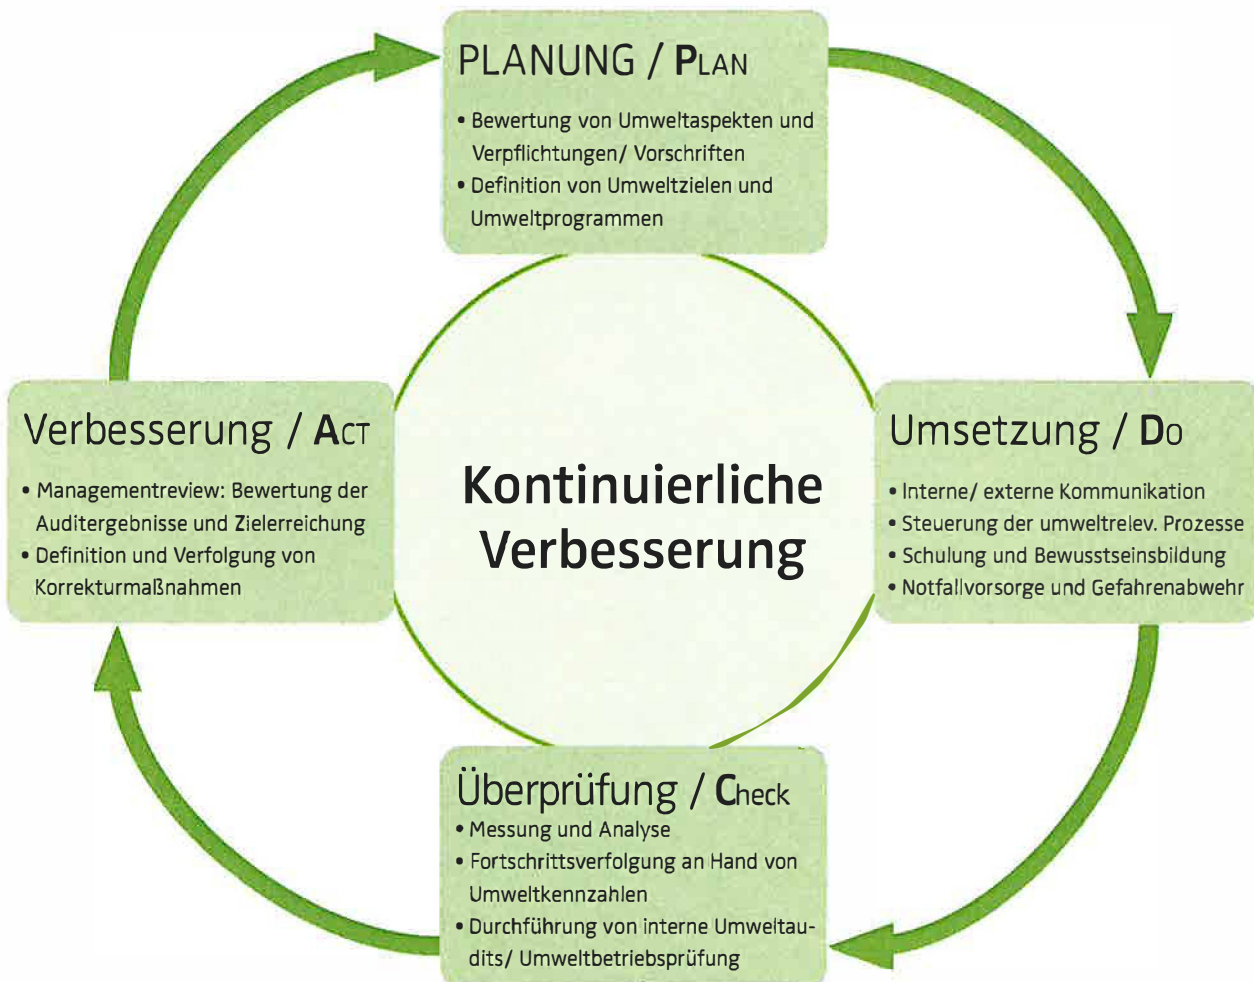 PLANUNG / PLAN
• Bewertung von Umweltaspekten und
Verpflichtungen/ Vorschriften
• Definition von Umweltzielen und
Umweltprogrammen
Umsetzung / DO
• Interne/ externe Kommunikation
• Steuerung der umweltrelev. Prozesse
• Schulung und Bewusstseinsbildung
• Notfallvorsorge und Gefahrenabwehr
Überprüfung / Check
• Messung und Analyse
• Fortschrittsverfolgung an Hand von
Umweltkennzahlen
• Durchführung von interne Umweltau-
dits/ Umweltbetriebsprüfung
Verbesserung / ACT
• Managementreview: Bewertung der
Auditergebnisse und Zielerreichung
• Definition und Verfolgung von
Korrekturmaßnahmen
Kontinuierliche
Verbesserung